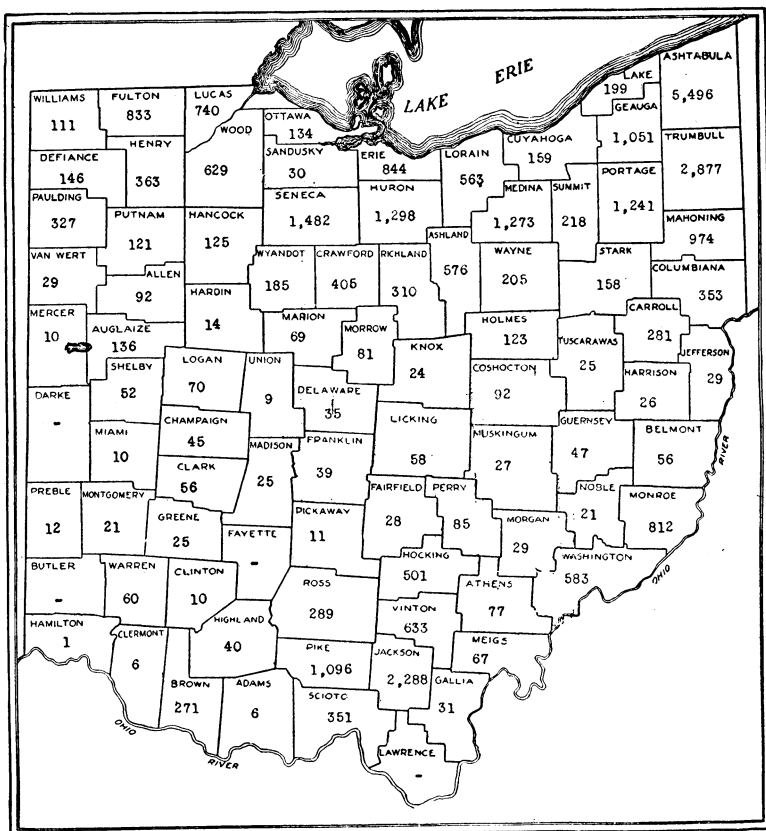 LAKE ERIE
ASHTABULA
5,496
LAKE
199
GEAUGA
1,051
WILLIAMS
111
FULTON
833
LUCAS
740
OTTAWA
134
WOOD
629
HENRY
363
SANDUSKY
30
ERIE
844
LORAIN
563
CUYAHOGA
159
TRUMBULL
2,877
DEFIANCE
146
PAULDING
327
PUTNAM
121
HANCOCK
125
SENECA
1,482
HURON
1,298
MEDINA
1,273
SUMMIT
218
PORTAGE
1,241
MAHONING
974
ASHLAND
576
VAN WERT
29
ALLEN
92
WYANDOT
185
CRAWFORD
405
RICHLAND
310
WAYNE
205
STARK
158
COLUMBIANA
353
MERCER
10
AUGLAIZE
136
HARDIN
14
MARION
69
MORROW
81
KNOX
24
HOLMES
123
TUSCARAWAS
25
CARROLL
281
JEFFERSON
29
SHELBY
52
LOGAN
70
UNION
9
DELAWARE
35
COSHOCTON
92
HARRISON
26
DARKE
-
MIAMI
10
CHAMPAIGN
45
CLARK
56
MADISON
25
FRANKLIN
39
LICKING
58
MUSKINGUM
27
GUERNSEY
47
BELMONT
56
RIVER
PREBLE
12
MONTGOMERY
21
GREENE
25
FAYETTE
-
PICKAWAY
11
FAIRFIELD
28
PERRY
85
MORGAN
29
NOBLE
21
MONROE
812
BUTLER
-
WARREN
60
CLINTON
10
ROSS
289
HOCKING
501
ATHENS
77
WASHINGTON
583
OHIO
HAMILTON
1
CLERMONT
6
HIGHLAND
40
VINTON
633
MEIGS
67
PIKE
1,096
JACKSON
2,288
GALLIA
31
BROWN
271
ADAMS
6
SCIOTO
351
LAWRENCE
-
OHIO
RIVER